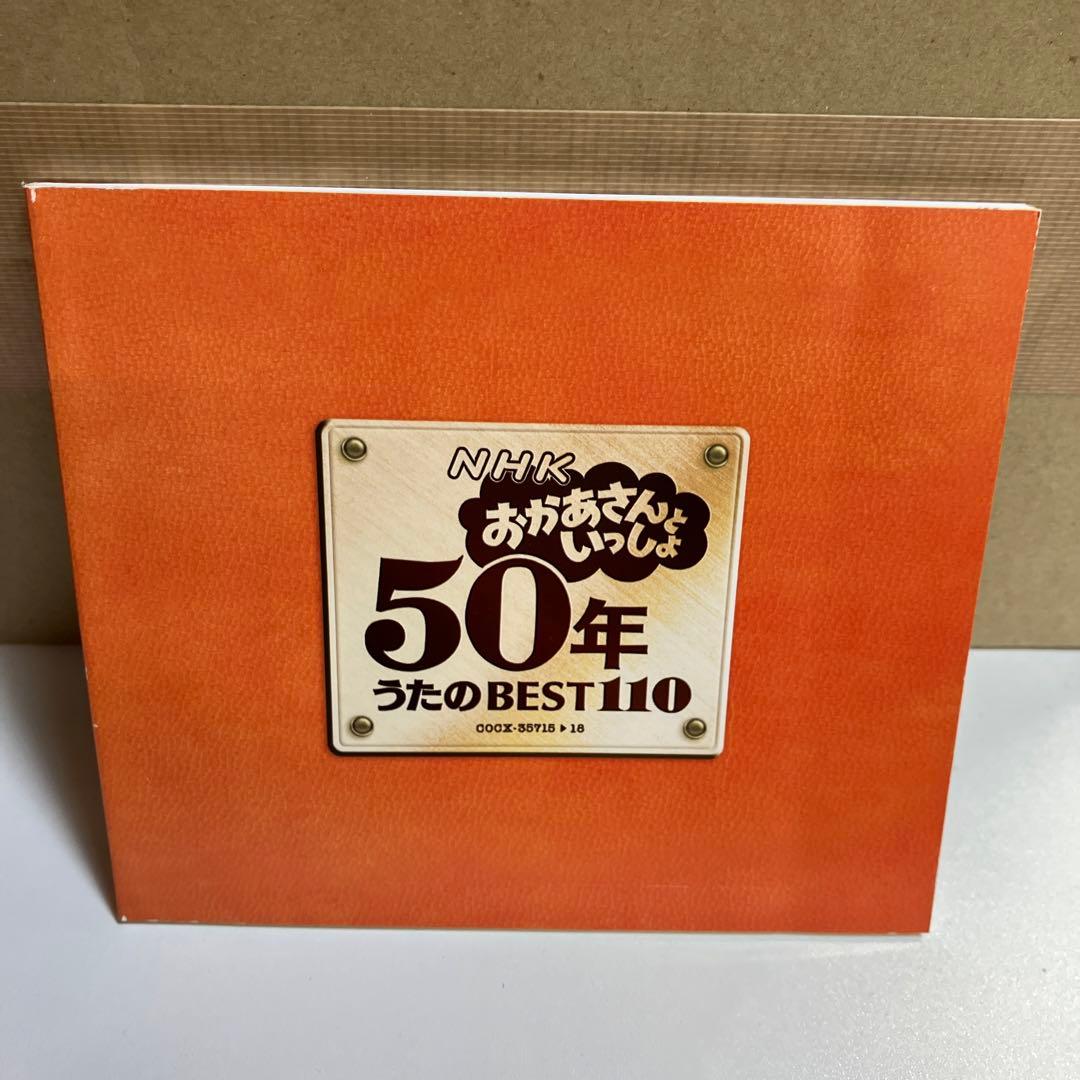 NHK
おかあさんと
いっしょ
50年
うたのBEST110
COCX-35715▶18